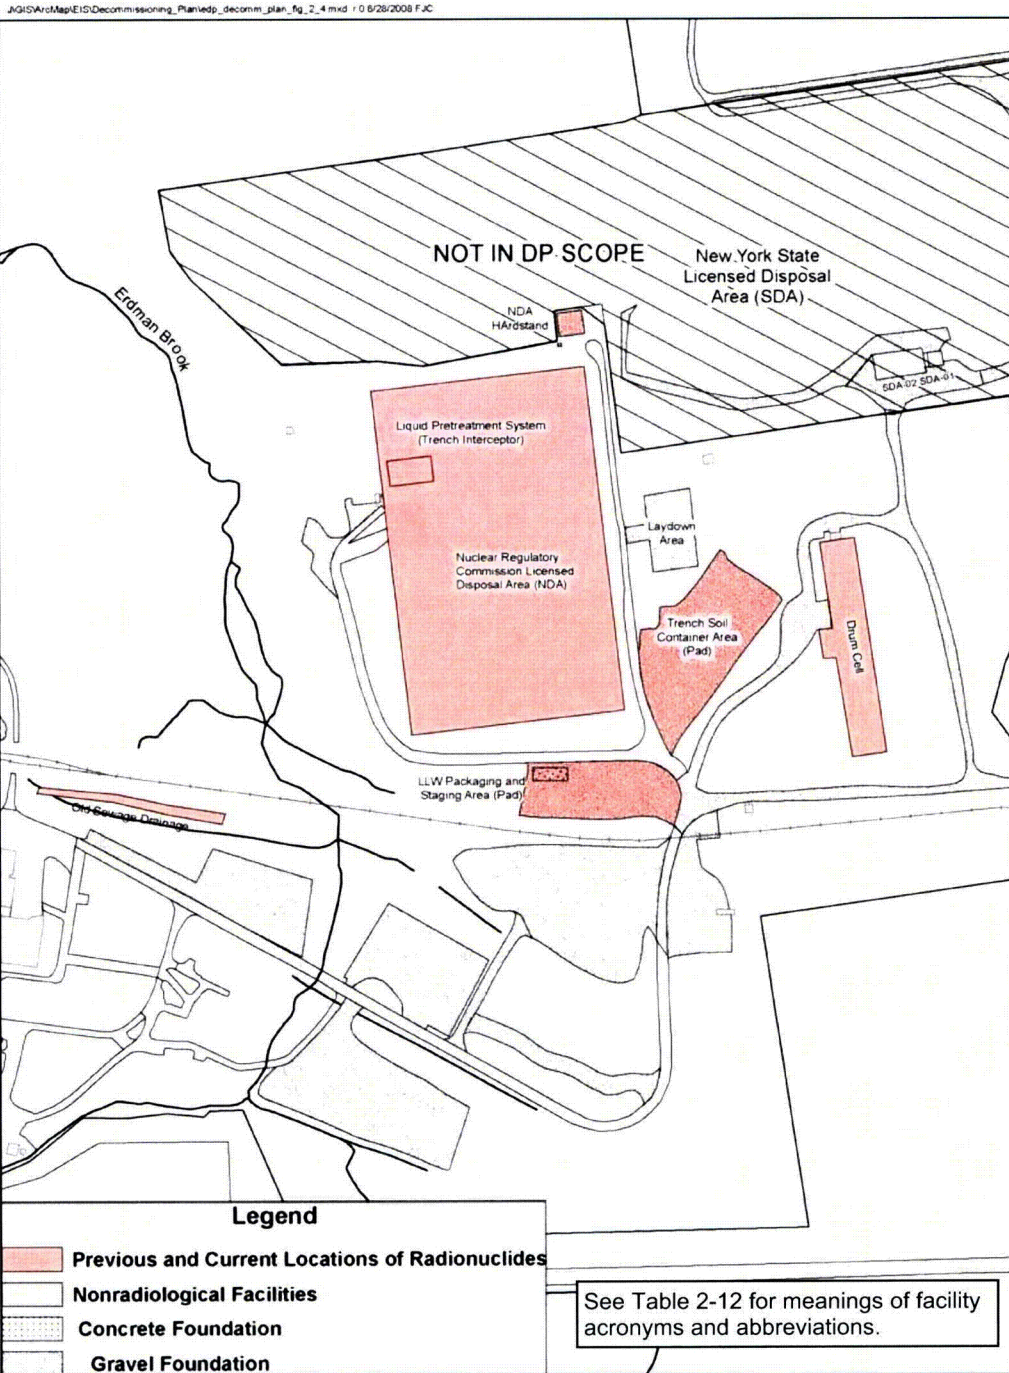 J:\GIS\ArcMap\EIS\Decommissioning_Plan\edp_decomm_plan_fig_2_4.mxd r.0 6/28/2008 FJC
NOT IN DP SCOPE
New York State
Licensed Disposal
Area (SDA)
Erdman Brook
NDA
HArdstand
SDA-02 SDA-01
Liquid Pretreatment System
(Trench Interceptor)
Laydown
Area
Nuclear Regulatory
Commission Licensed
Disposal Area (NDA)
Trench Soil
Container Area
(Pad)
Drum Cell
LLW Packaging and
Staging Area (Pad)
Old Sewage Drainage
Legend
Previous and Current Locations of Radionuclides
Nonradiological Facilities
Concrete Foundation
Gravel Foundation
See Table 2-12 for meanings of facility
acronyms and abbreviations.